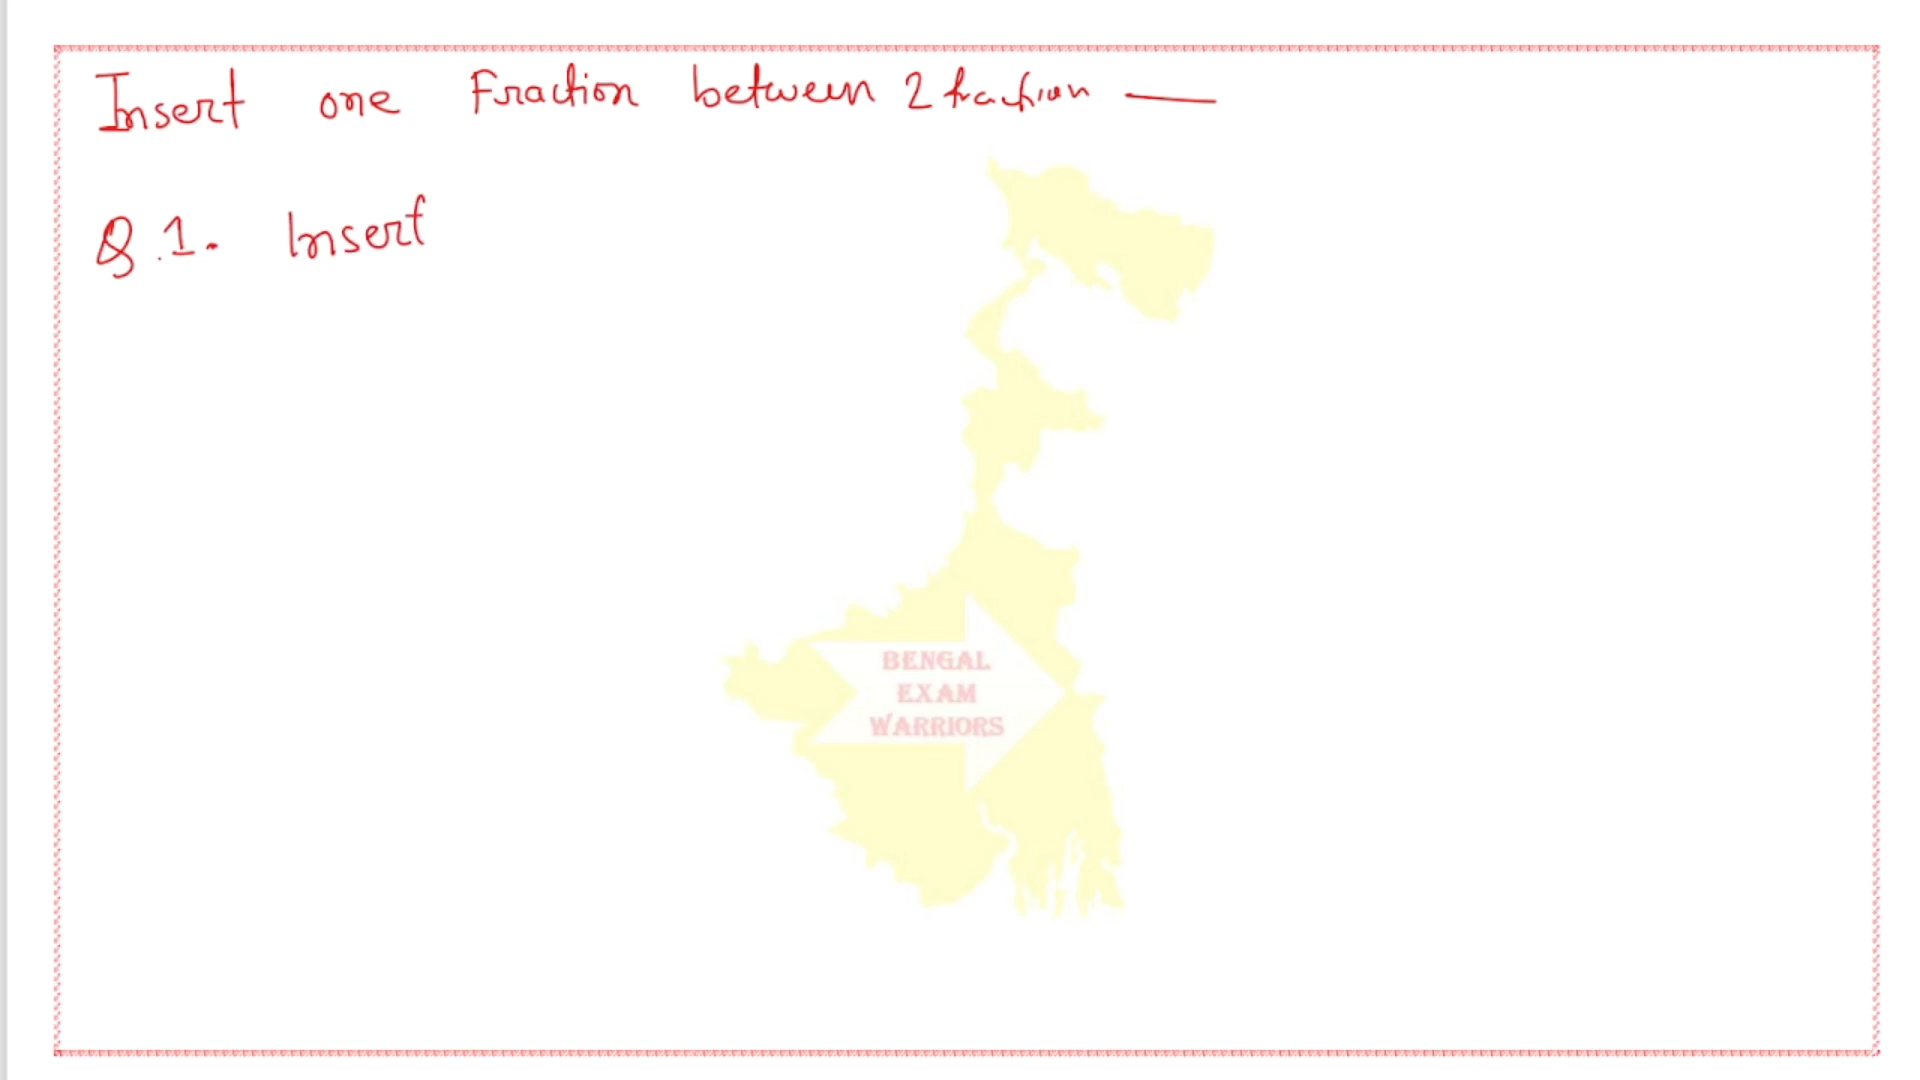 Insert one Fraction between 2 fraction —
Q.1. Insert
BENGAL
EXAM
WARRIORS